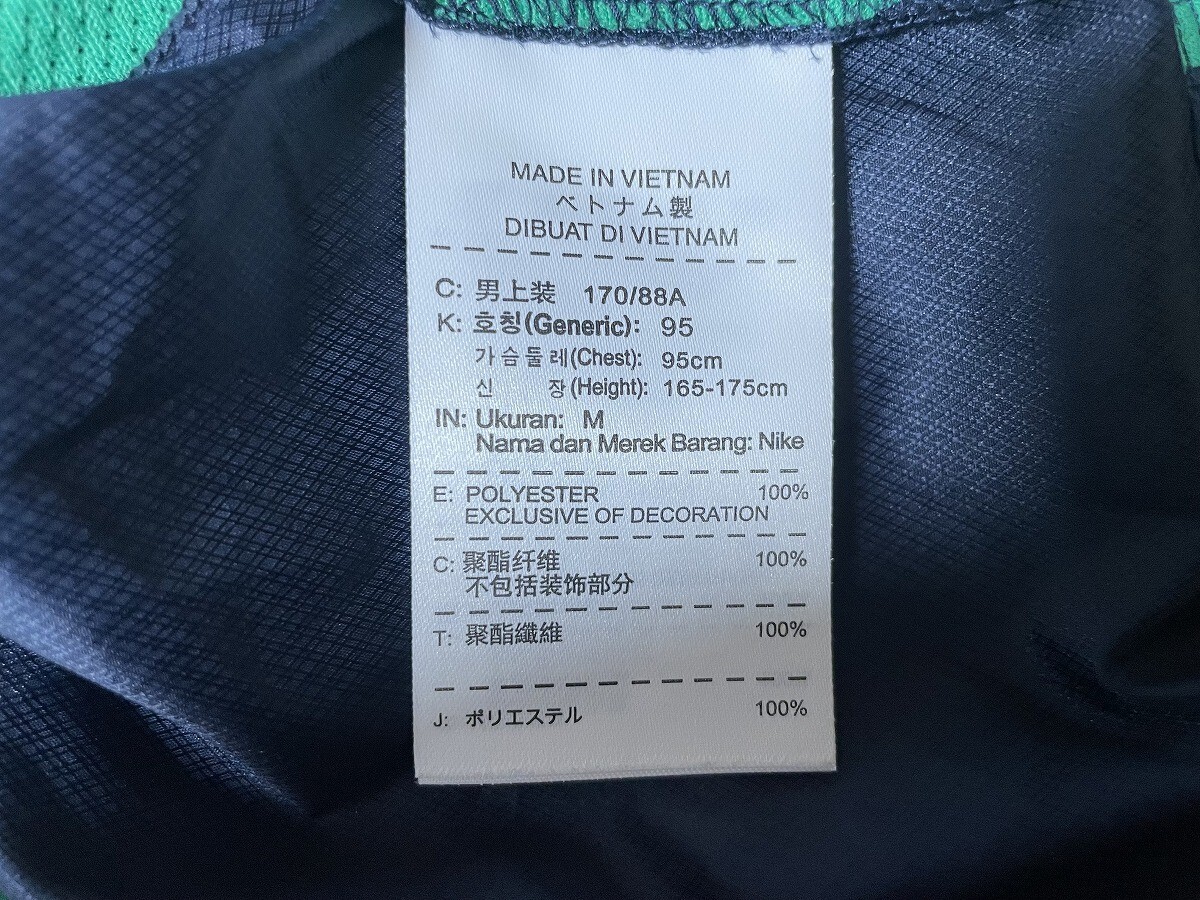 MADE IN VIETNAM
ベトナム製
DIBUAT DI VIETNAM
C: 男上装 170/88A
K: 호칭(Generic): 95
가슴둘레(Chest): 95cm
신 장(Height): 165-175cm
IN: Ukuran: M
Nama dan Merek Barang: Nike
E: POLYESTER 100%
EXCLUSIVE OF DECORATION
C: 聚酯纤维 100%
不包括装饰部分
T: 聚酯纖維 100%
J: ポリエステル 100%